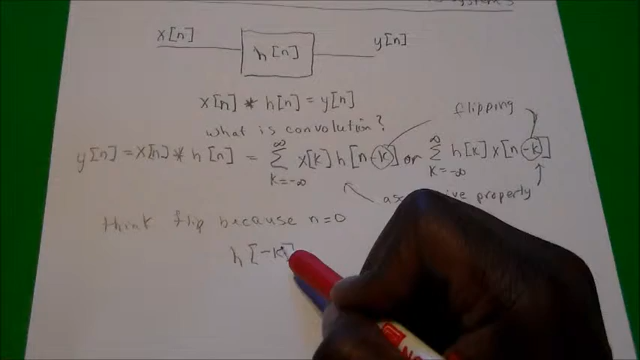 x[n] h[n] y[n]
x[n] * h[n] = y[n]
flipping
what is convolution?
y[n] = x[n] * h[n] = ∞ Σ k=-∞ x[k] h[n-k] or ∞ Σ k=-∞ h[k] x[n-k]
property
think flip because n=0
h[-k]